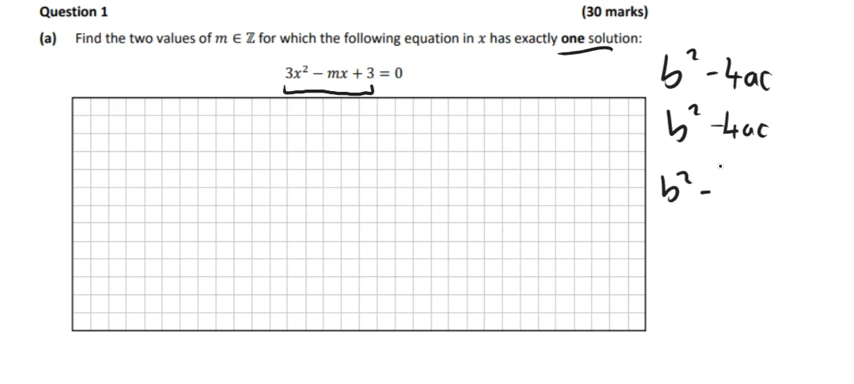 Question 1 (30 marks)
(a) Find the two values of m ∈ ℤ for which the following equation in x has exactly one solution:
3x² − mx + 3 = 0
b² - 4ac
b² - 4ac
b² -